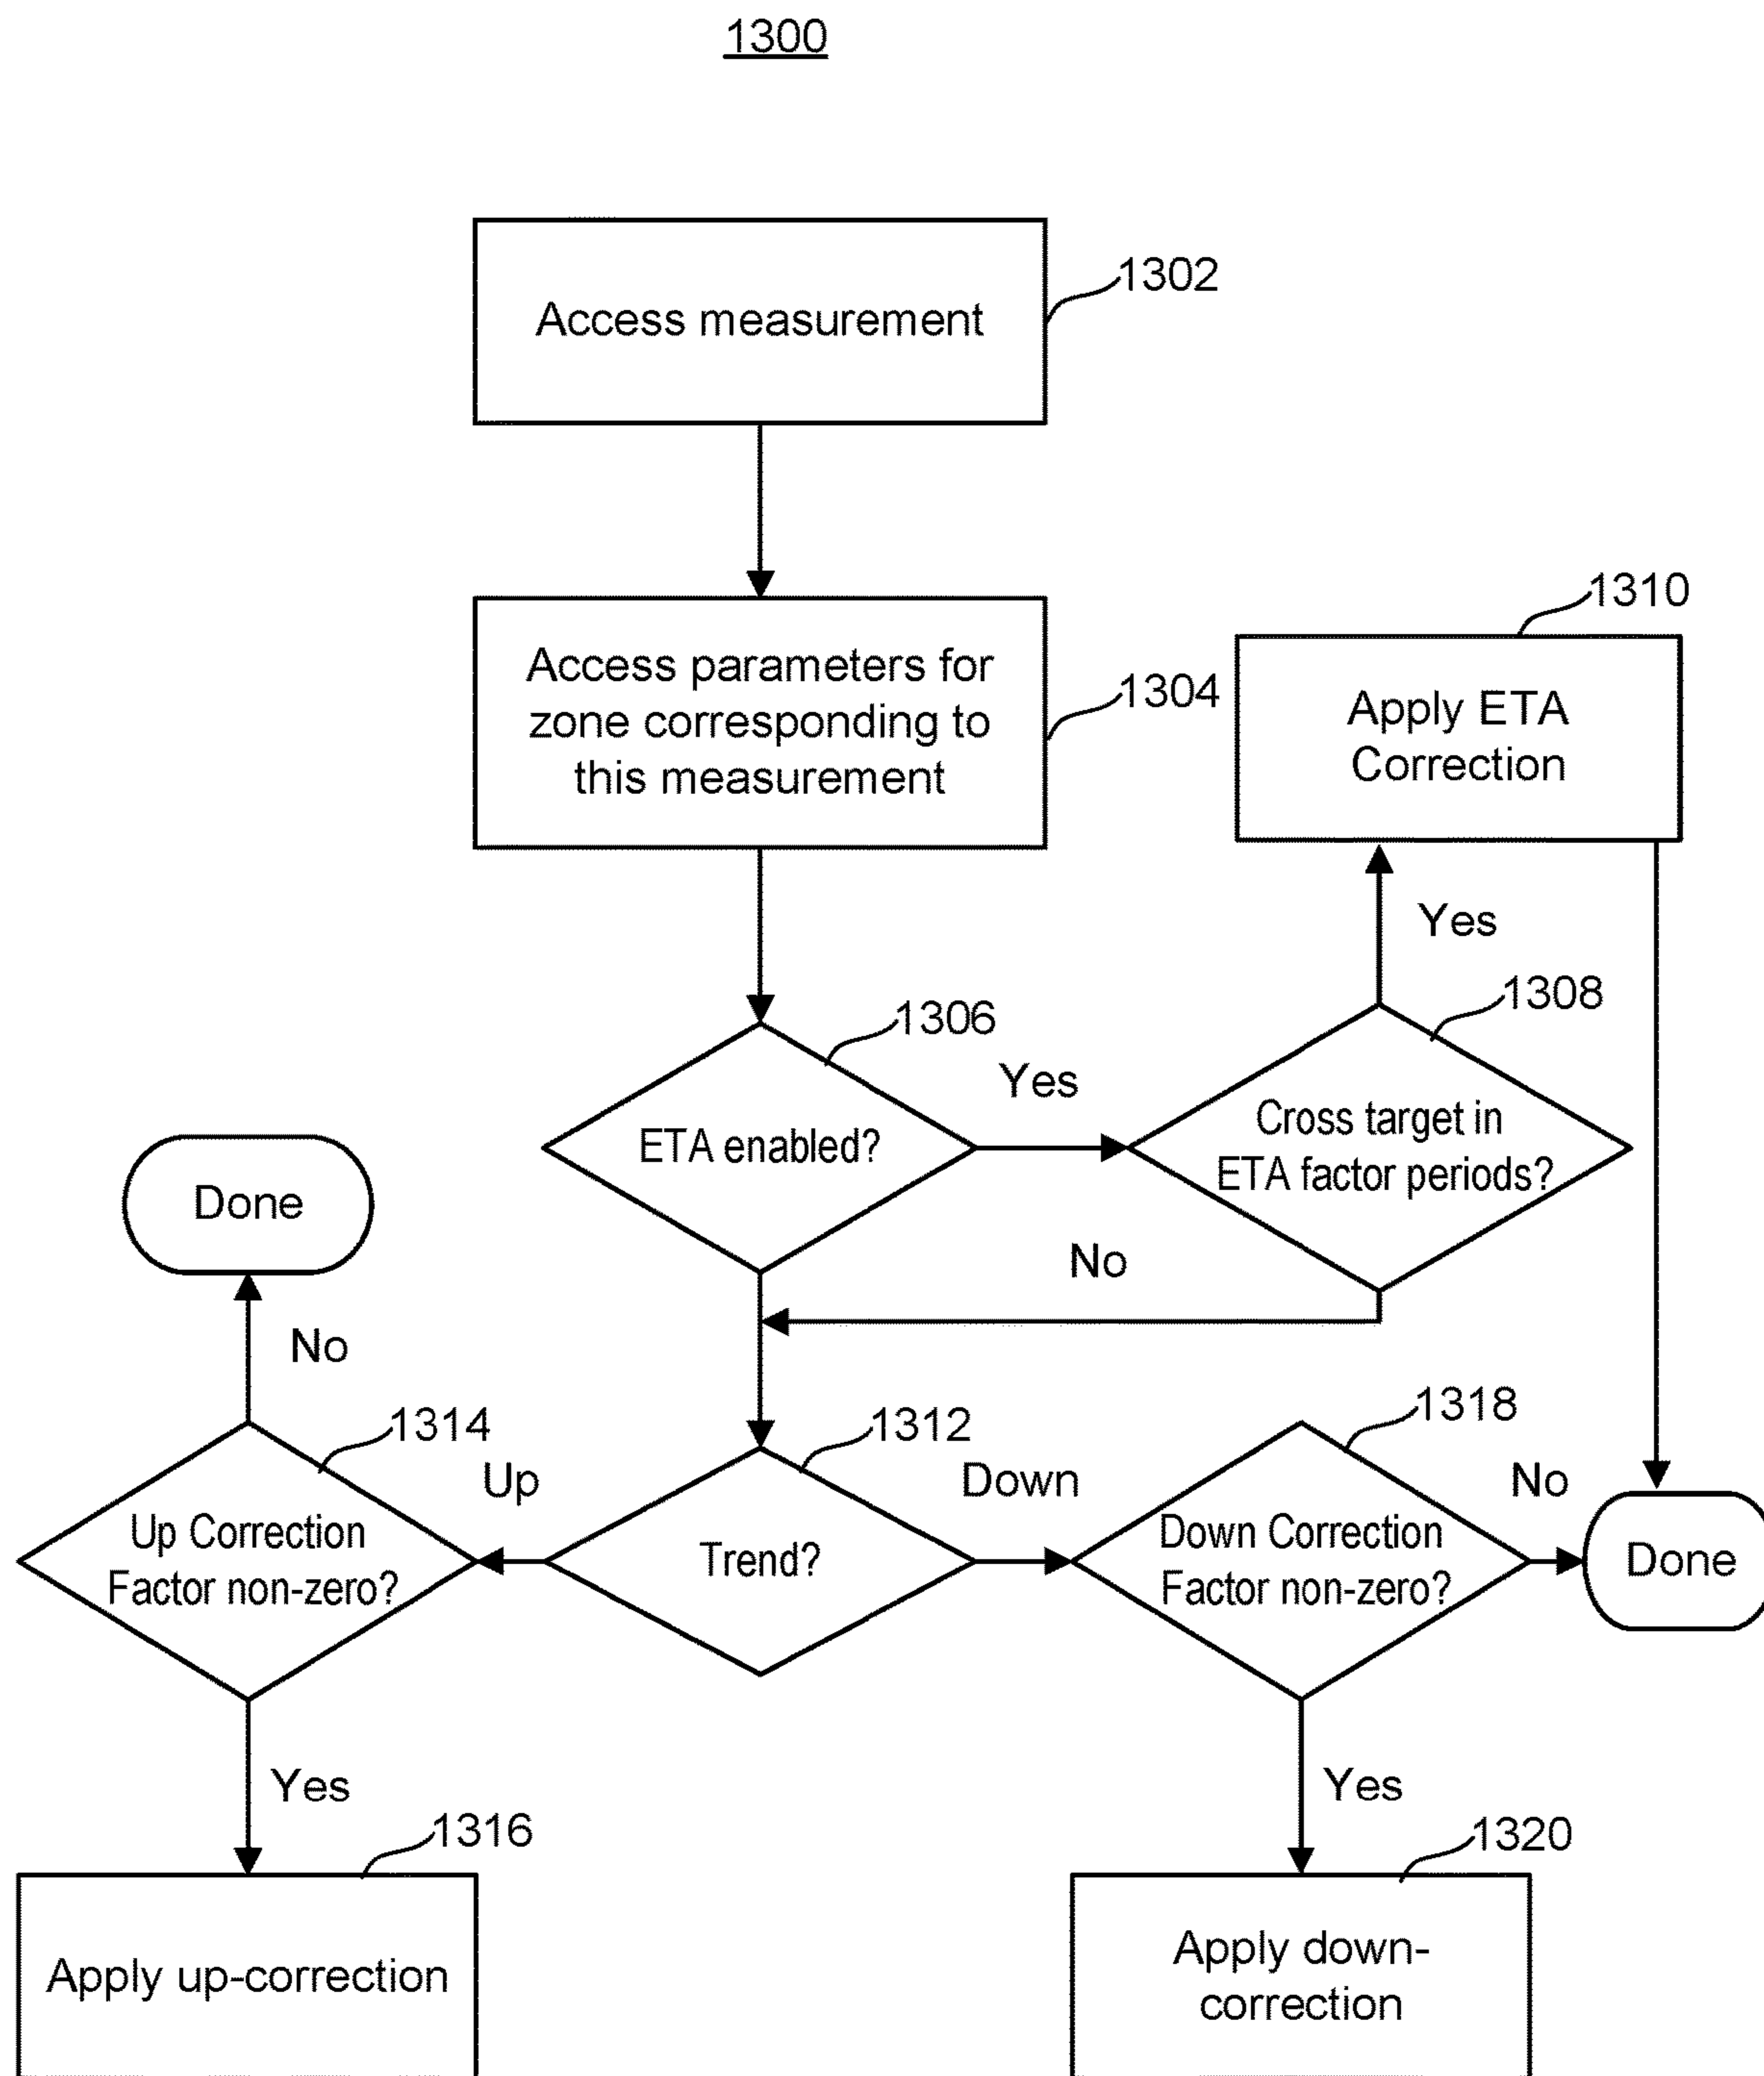 1300
Access measurement
1302
Access parameters for
zone corresponding to
this measurement
1304
1310
Apply ETA
Correction
Yes
1308
1306
Yes
Cross target in
ETA factor periods?
ETA enabled?
Done
No
No
1314
1312
1318
Up
Down
No
Up Correction
Factor non-zero?
Trend?
Down Correction
Factor non-zero?
Done
Yes
Yes
1316
1320
Apply up-correction
Apply down-
correction